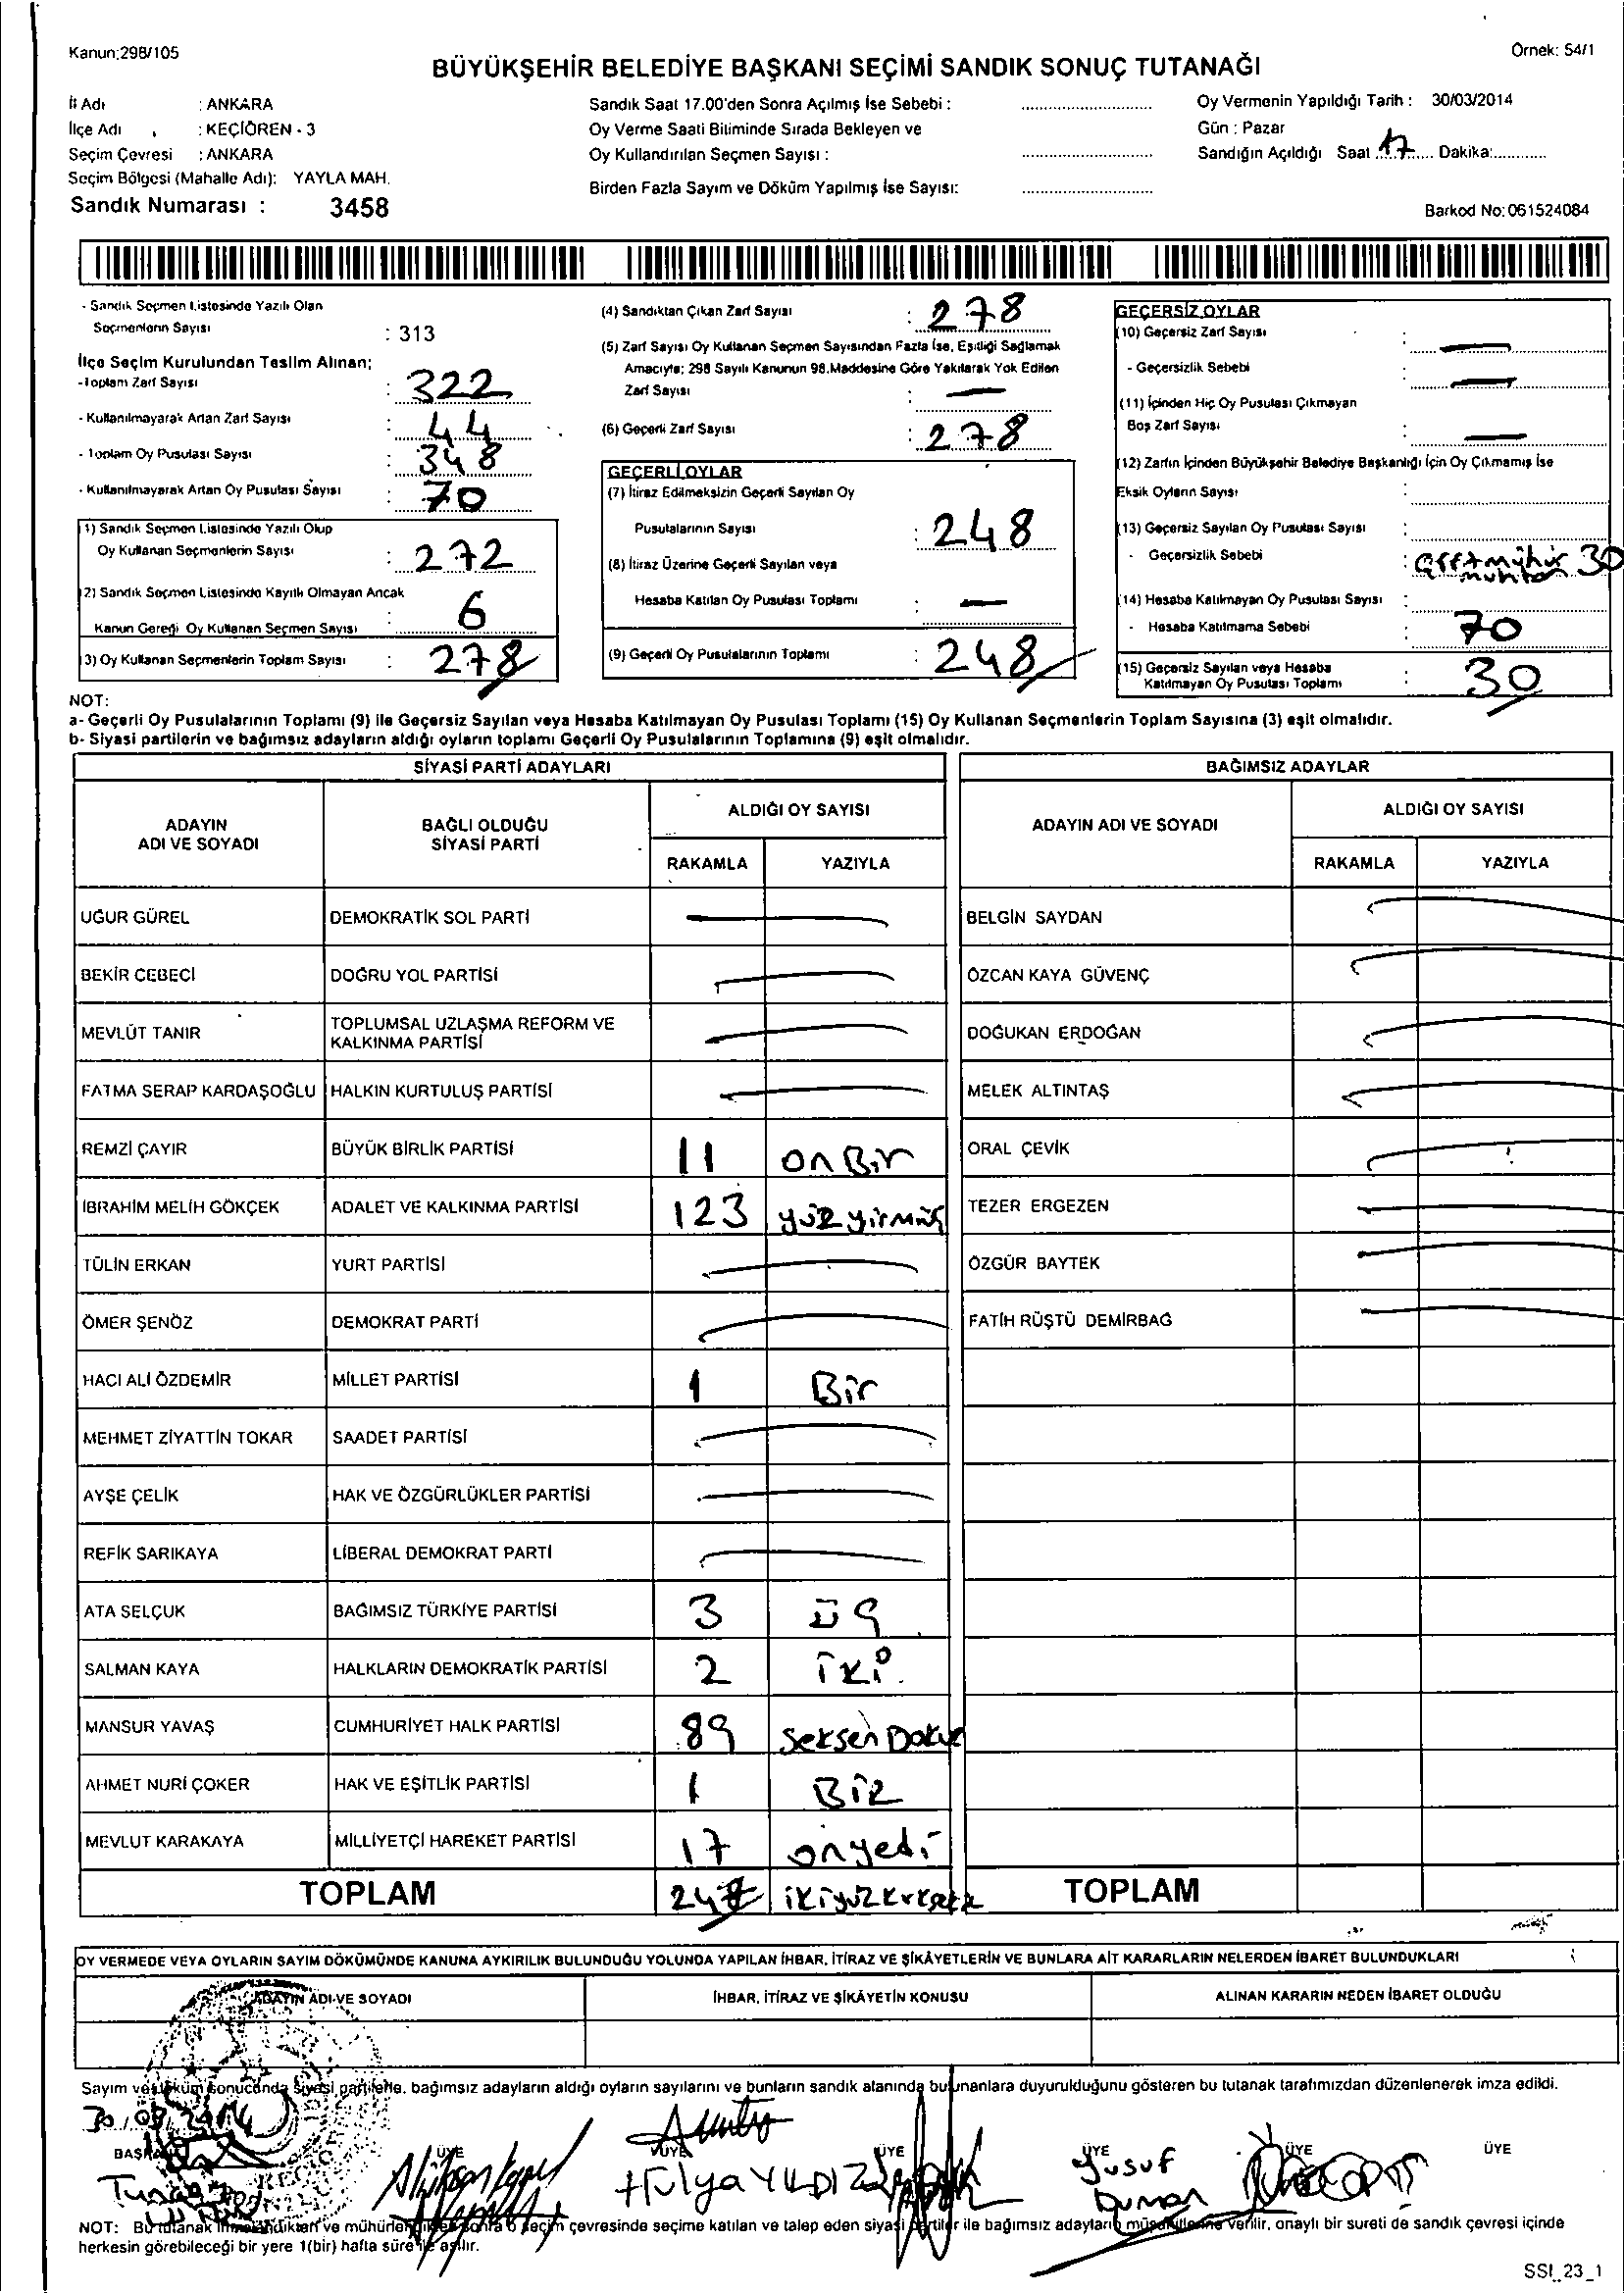 Kanun:298/105
Örnek: 54/1
BÜYÜKŞEHİR BELEDİYE BAŞKANI SEÇİMİ SANDIK SONUÇ TUTANAĞI
İl Adı : ANKARA
İlçe Adı : KEÇİÖREN - 3
Seçim Çevresi : ANKARA
Seçim Bölgesi (Mahalle Adı): YAYLA MAH.
Sandık Numarası : 3458
Sandık Saat 17.00'den Sonra Açılmış İse Sebebi :
Oy Verme Saati Bitiminde Sırada Bekleyen ve
Oy Kullandırılan Seçmen Sayısı :
Birden Fazla Sayım ve Döküm Yapılmış İse Sayısı:
Oy Vermenin Yapıldığı Tarih : 30/03/2014
Gün : Pazar
Sandığın Açıldığı Saat 17 Dakika:
Barkod No:061524084
- Sandık Seçmen Listesinde Yazılı Olan
Seçmenlerin Sayısı : 313
İlçe Seçim Kurulundan Teslim Alınan;
-Toplam Zarf Sayısı : 322
- Kullanılmayarak Artan Zarf Sayısı : 44
- Toplam Oy Pusulası Sayısı : 348
- Kullanılmayarak Artan Oy Pusulası Sayısı : 70
(1) Sandık Seçmen Listesinde Yazılı Olup
Oy Kullanan Seçmenlerin Sayısı : 272
(2) Sandık Seçmen Listesinde Kayıtlı Olmayan Ancak
Kanun Gereği Oy Kullanan Seçmen Sayısı : 6
(3) Oy Kullanan Seçmenlerin Toplam Sayısı : 278
(4) Sandıktan Çıkan Zarf Sayısı : 278
(5) Zarf Sayısı Oy Kullanan Seçmen Sayısından Fazla İse, Eşitliği Sağlamak
Amacıyla; 298 Sayılı Kanunun 98.Maddesine Göre Yakılarak Yok Edilen
Zarf Sayısı : —
(6) Geçerli Zarf Sayısı : 278
GEÇERLİ OYLAR
(7) İtiraz Edilmeksizin Geçerli Sayılan Oy
Pusulalarının Sayısı : 248
(8) İtiraz Üzerine Geçerli Sayılan veya
Hesaba Katılan Oy Pusulası Toplamı : —
(9) Geçerli Oy Pusulalarının Toplamı : 248
GEÇERSİZ OYLAR
(10) Geçersiz Zarf Sayısı : —
- Geçersizlik Sebebi : —
(11) İçinden Hiç Oy Pusulası Çıkmayan
Boş Zarf Sayısı : —
(12) Zarfın İçinden Büyükşehir Belediye Başkanlığı İçin Oy Çıkmamış İse
Eksik Oyların Sayısı :
(13) Geçersiz Sayılan Oy Pusulası Sayısı :
- Geçersizlik Sebebi : mühür 30
(14) Hesaba Katılmayan Oy Pusulası Sayısı :
- Hesaba Katılmama Sebebi : 70
(15) Geçersiz Sayılan veya Hesaba
Katılmayan Oy Pusulası Toplamı : 30
NOT:
a- Geçerli Oy Pusulalarının Toplamı (9) ile Geçersiz Sayılan veya Hesaba Katılmayan Oy Pusulası Toplamı (15) Oy Kullanan Seçmenlerin Toplam Sayısına (3) eşit olmalıdır.
b- Siyasi partilerin ve bağımsız adayların aldığı oyların toplamı Geçerli Oy Pusulalarının Toplamına (9) eşit olmalıdır.
SİYASİ PARTİ ADAYLARI
ADAYIN ADI VE SOYADI BAĞLI OLDUĞU SİYASİ PARTİ ALDIĞI OY SAYISI
RAKAMLA YAZIYLA
UĞUR GÜREL DEMOKRATİK SOL PARTİ —
BEKİR CEBECİ DOĞRU YOL PARTİSİ —
MEVLÜT TANIR TOPLUMSAL UZLAŞMA REFORM VE KALKINMA PARTİSİ —
FATMA SERAP KARDAŞOĞLU HALKIN KURTULUŞ PARTİSİ —
REMZİ ÇAYIR BÜYÜK BİRLİK PARTİSİ 11 onBir
İBRAHİM MELİH GÖKÇEK ADALET VE KALKINMA PARTİSİ 123 yüz yirmiüç
TÜLİN ERKAN YURT PARTİSİ —
ÖMER ŞENÖZ DEMOKRAT PARTİ —
HACI ALİ ÖZDEMİR MİLLET PARTİSİ 1 Bir
MEHMET ZİYATTİN TOKAR SAADET PARTİSİ —
AYŞE ÇELİK HAK VE ÖZGÜRLÜKLER PARTİSİ —
REFİK SARIKAYA LİBERAL DEMOKRAT PARTİ —
ATA SELÇUK BAĞIMSIZ TÜRKİYE PARTİSİ 3 ÜÇ
SALMAN KAYA HALKLARIN DEMOKRATİK PARTİSİ 2 İKİ
MANSUR YAVAŞ CUMHURİYET HALK PARTİSİ 89 Seksen Dokuz
AHMET NURİ ÇOKER HAK VE EŞİTLİK PARTİSİ 1 BİR
MEVLUT KARAKAYA MİLLİYETÇİ HAREKET PARTİSİ 17 onyedi
TOPLAM 248 ikiyüzkırksekiz
BAĞIMSIZ ADAYLAR
ADAYIN ADI VE SOYADI ALDIĞI OY SAYISI
RAKAMLA YAZIYLA
BELGİN SAYDAN —
ÖZCAN KAYA GÜVENÇ —
DOĞUKAN ERDOĞAN —
MELEK ALTINTAŞ —
ORAL ÇEVİK —
TEZER ERGEZEN —
ÖZGÜR BAYTEK —
FATİH RÜŞTÜ DEMİRBAĞ —
TOPLAM
OY VERMEDE VEYA OYLARIN SAYIM DÖKÜMÜNDE KANUNA AYKIRILIK BULUNDUĞU YOLUNDA YAPILAN İHBAR, İTİRAZ VE ŞİKÂYETLERİN VE BUNLARA AİT KARARLARIN NELERDEN İBARET BULUNDUKLARI
ADAYIN ADI VE SOYADI İHBAR, İTİRAZ VE ŞİKÂYETİN KONUSU ALINAN KARARIN NEDEN İBARET OLDUĞU
Sayım ve döküm sonucunda siyasi partilerle, bağımsız adayların aldığı oyların sayılarını ve bunların sandık alanında bulunanlara duyurulduğunu gösteren bu tutanak tarafımızdan düzenlenerek imza edildi.
30.03.2014
BAŞKAN ÜYE ÜYE ÜYE ÜYE ÜYE ÜYE
Hülya YILDIZ
Yusuf
Duman
NOT: Bu tutanak imzalandıktan ve mühürlendikten sonra o seçim çevresinde seçime katılan ve talep eden siyasi partiler ile bağımsız adayların müşahitlerine verilir, onaylı bir sureti de sandık çevresi içinde
herkesin görebileceği bir yere 1(bir) hafta süre ile asılır.
SSI_23_1